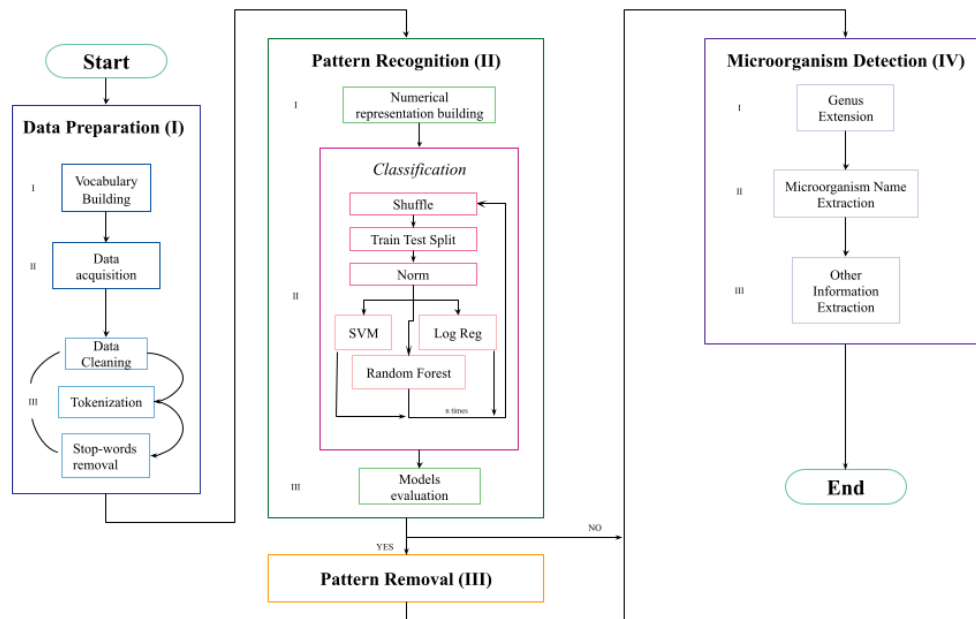 Start
Data Preparation (I)
I
Vocabulary
Building
II
Data
acquisition
Data
Cleaning
III
Tokenization
Stop-words
removal
Pattern Recognition (II)
I
Numerical
representation building
Classification
Shuffle
Train Test Split
Norm
II
SVM
Log Reg
Random Forest
n times
III
Models
evaluation
NO
YES
Pattern Removal (III)
Microorganism Detection (IV)
I
Genus
Extension
II
Microorganism Name
Extraction
III
Other
Information
Extraction
End